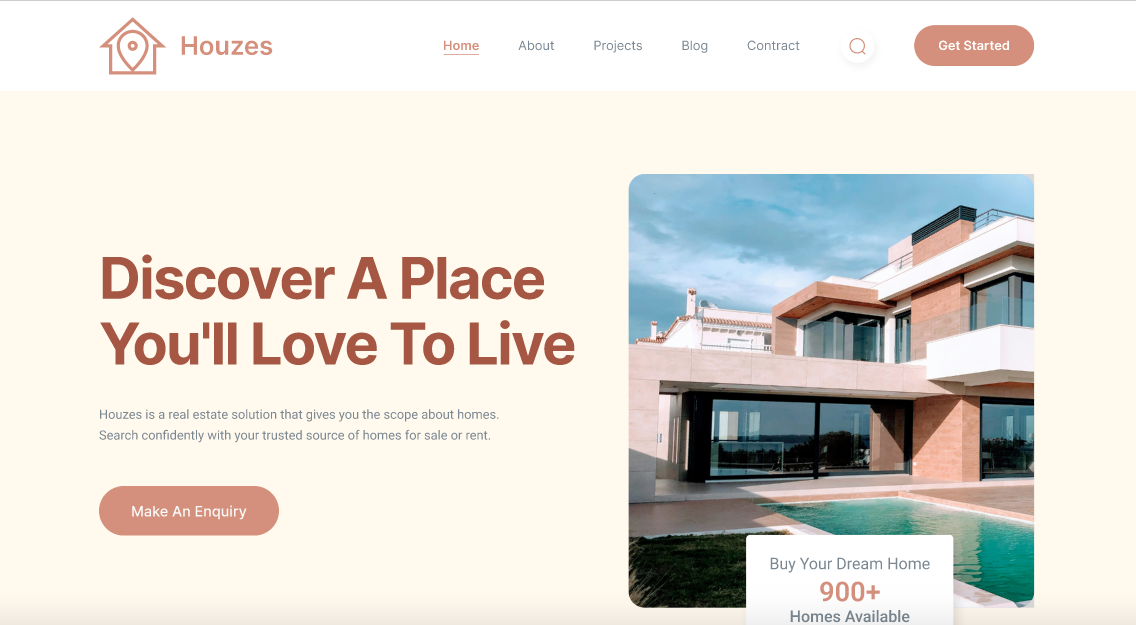 Houzes
Home
About
Projects
Blog
Contract
Get Started
Discover A Place
You'll Love To Live
Houzes is a real estate solution that gives you the scope about homes.
Search confidently with your trusted source of homes for sale or rent.
Make An Enquiry
Buy Your Dream Home
900+
Homes Available